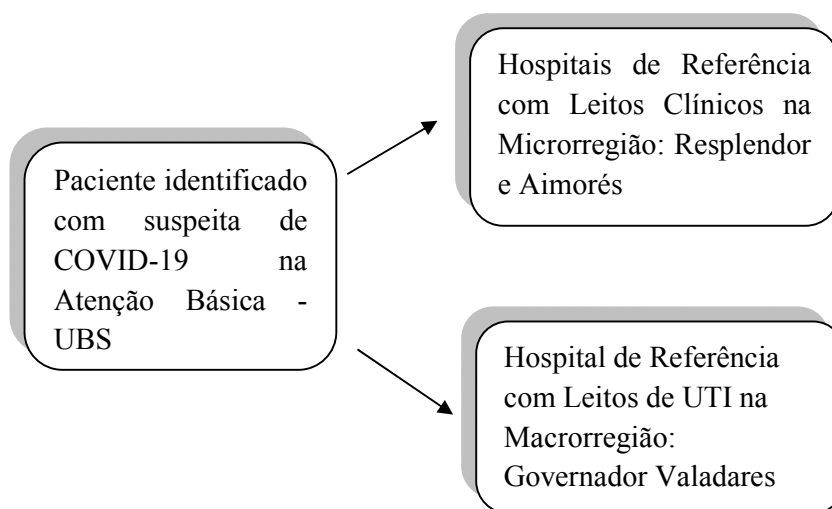 Paciente identificado
com suspeita de
COVID-19 na
Atenção Básica -
UBS
Hospitais de Referência
com Leitos Clínicos na
Microrregião: Resplendor
e Aimorés
Hospital de Referência
com Leitos de UTI na
Macrorregião:
Governador Valadares